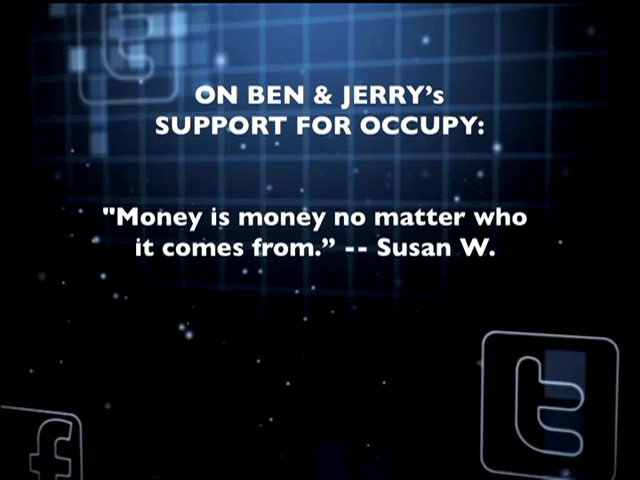 ON BEN & JERRY's
SUPPORT FOR OCCUPY:
"Money is money no matter who
it comes from.” -- Susan W.
t
f
t